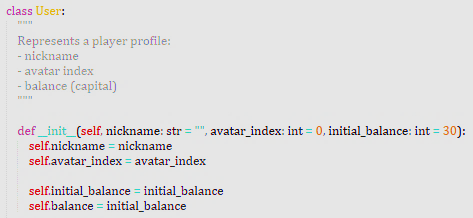 class User:
    """
    Represents a player profile:
    - nickname
    - avatar index
    - balance (capital)
    """

    def __init__(self, nickname: str = "", avatar_index: int = 0, initial_balance: int = 30):
        self.nickname = nickname
        self.avatar_index = avatar_index

        self.initial_balance = initial_balance
        self.balance = initial_balance